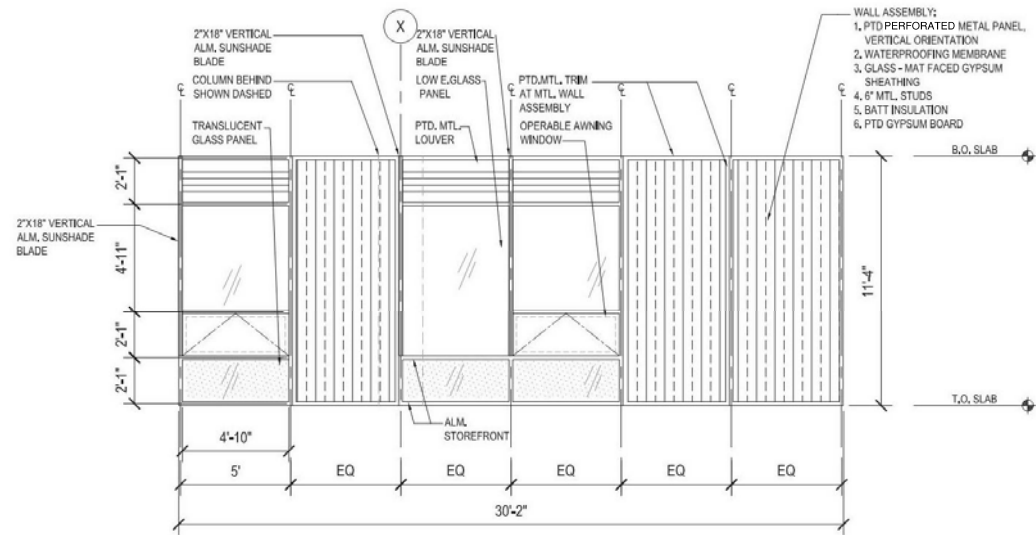 X
2"X18" VERTICAL
ALM. SUNSHADE
BLADE
COLUMN BEHIND
SHOWN DASHED
TRANSLUCENT
GLASS PANEL
2"X18" VERTICAL
ALM. SUNSHADE
BLADE
LOW E.GLASS
PANEL
PTD. MTL.
LOUVER
PTD.MTL. TRIM
AT MTL. WALL
ASSEMBLY
OPERABLE AWNING
WINDOW
WALL ASSEMBLY:
1. PTD PERFORATED METAL PANEL,
VERTICAL ORIENTATION
2. WATERPROOFING MEMBRANE
3. GLASS - MAT FACED GYPSUM
SHEATHING
4. 6" MTL. STUDS
5. BATT INSULATION
6. PTD GYPSUM BOARD
℄ ℄ ℄ ℄ ℄ ℄
B.O. SLAB
2'-1"
2"X18" VERTICAL
ALM. SUNSHADE
BLADE
4'-11"
2'-1"
2'-1"
11'-4"
T.O. SLAB
ALM.
STOREFRONT
4'-10"
5' EQ EQ EQ EQ EQ
30'-2"